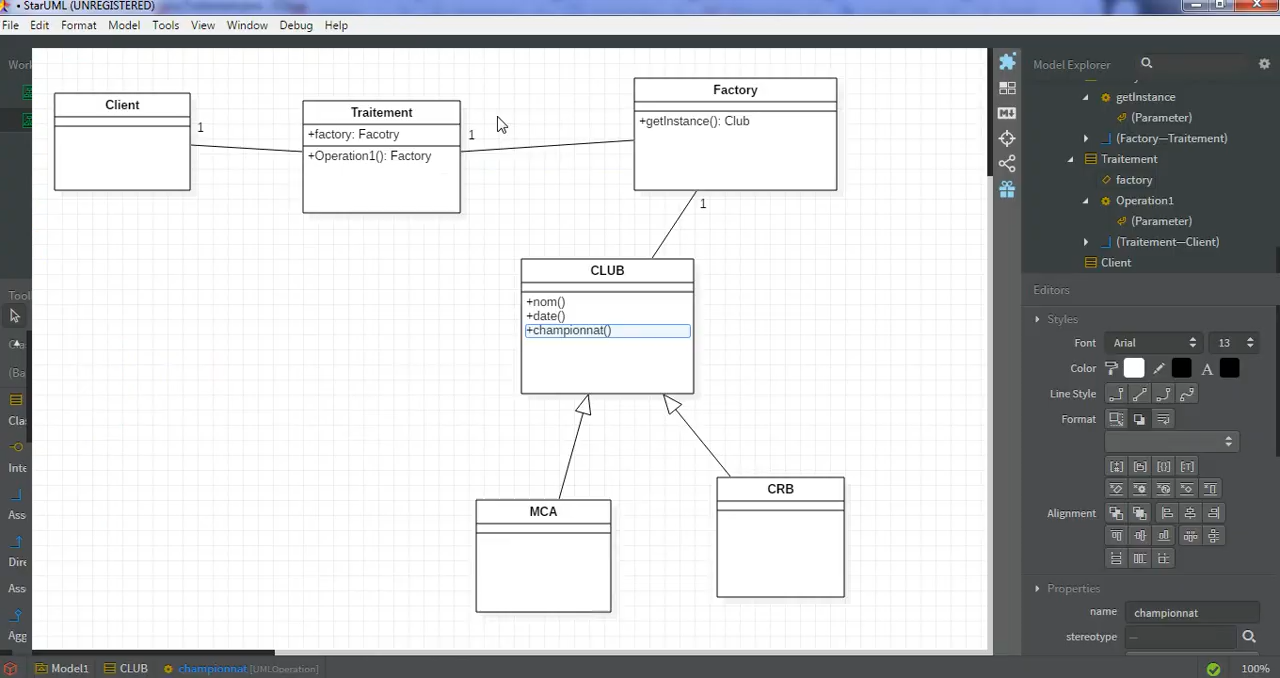 StarUML (UNREGISTERED)
File Edit Format Model Tools View Window Debug Help
Client
1
Traitement
+factory: Facotry
+Operation1(): Factory
1
Factory
+getInstance(): Club
1
CLUB
+nom()
+date()
+championnat()
MCA
CRB
Model Explorer
getInstance
(Parameter)
(Factory—Traitement)
Traitement
factory
Operation1
(Parameter)
(Traitement—Client)
Client
Editors
Styles
Font Arial 13
Color A
Line Style
Format
Alignment
Properties
name championnat
stereotype —
Model1 CLUB championnat [UMLOperation]
100%